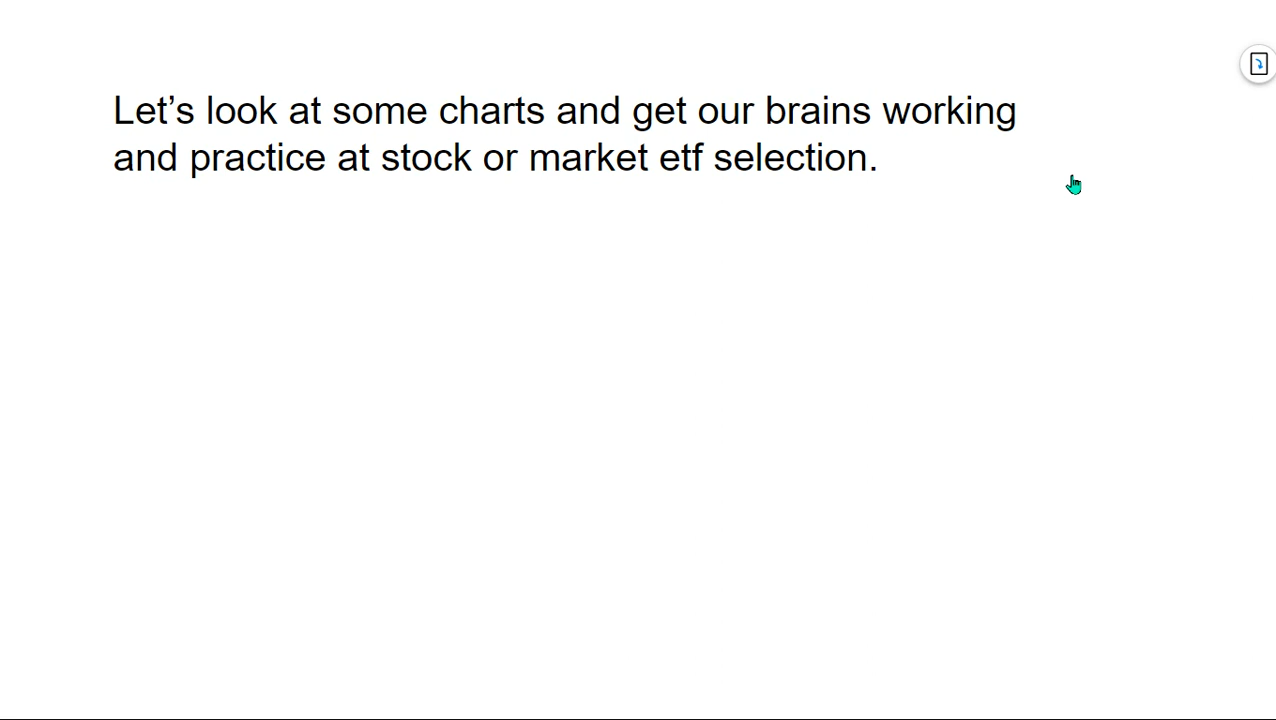 Let’s look at some charts and get our brains working
and practice at stock or market etf selection.